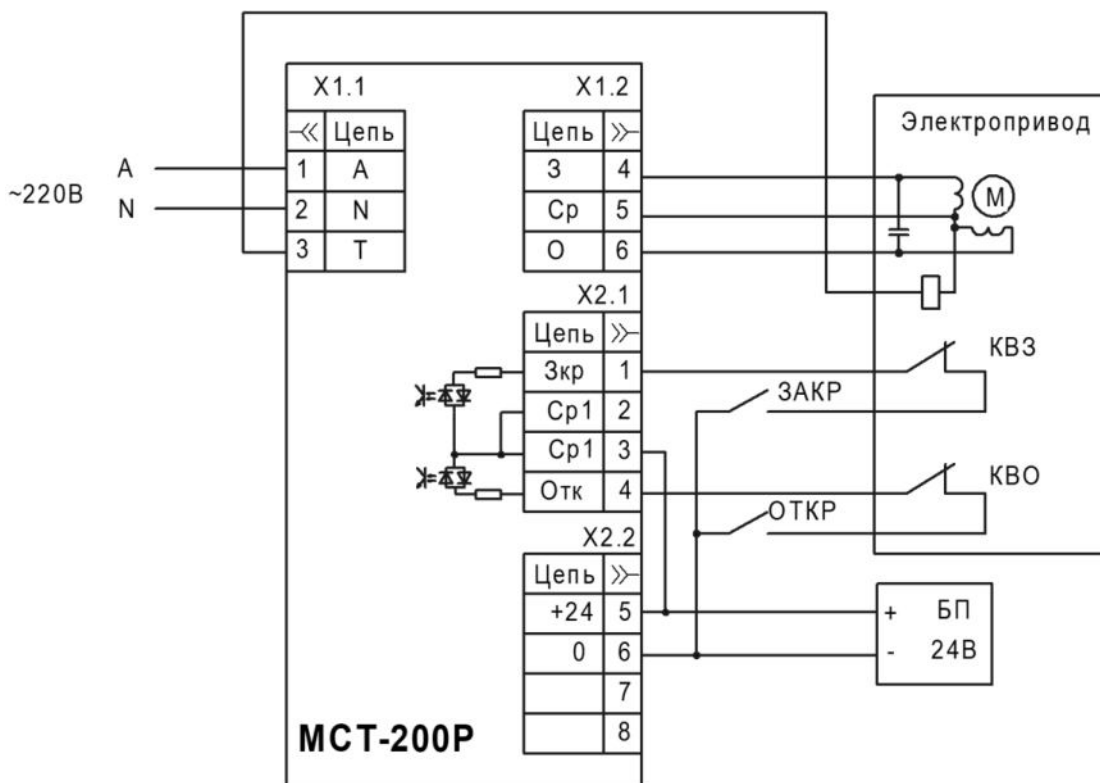 X1.1
X1.2
Цепь
Цепь
Электропривод
А
1 А
З 4
М
~220В
N
2 N
Ср 5
3 Т
О 6
X2.1
Цепь
Зкр 1
КВЗ
Ср1 2
ЗАКР
Ср1 3
Отк 4
КВО
ОТКР
X2.2
Цепь
+24 5
+ БП
0 6
- 24В
7
8
МСТ-200Р